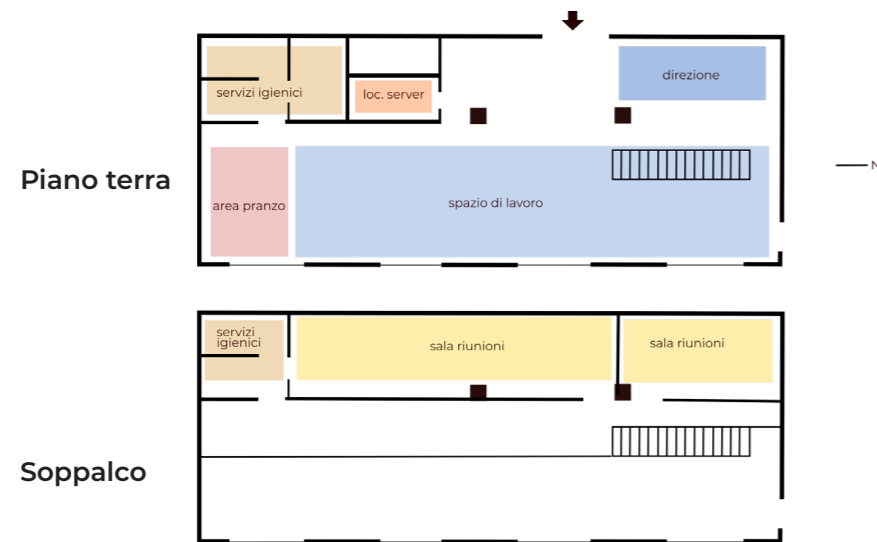 servizi igienici
loc. server
direzione
Piano terra
area pranzo
spazio di lavoro
N
servizi
igienici
sala riunioni
sala riunioni
Soppalco